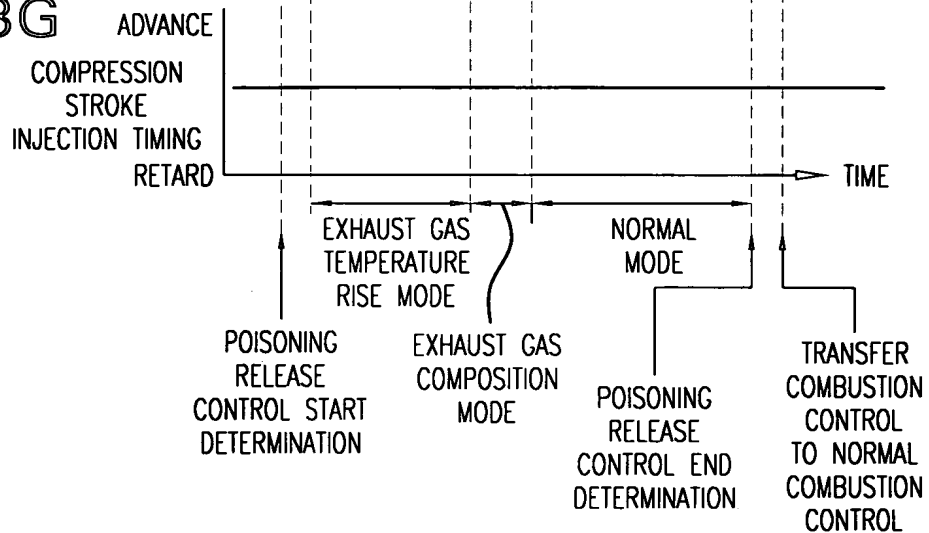 3G
ADVANCE
COMPRESSION
STROKE
INJECTION TIMING
RETARD
TIME
EXHAUST GAS
TEMPERATURE
RISE MODE
NORMAL
MODE
POISONING
RELEASE
CONTROL START
DETERMINATION
EXHAUST GAS
COMPOSITION
MODE
POISONING
RELEASE
CONTROL END
DETERMINATION
TRANSFER
COMBUSTION
CONTROL
TO NORMAL
COMBUSTION
CONTROL